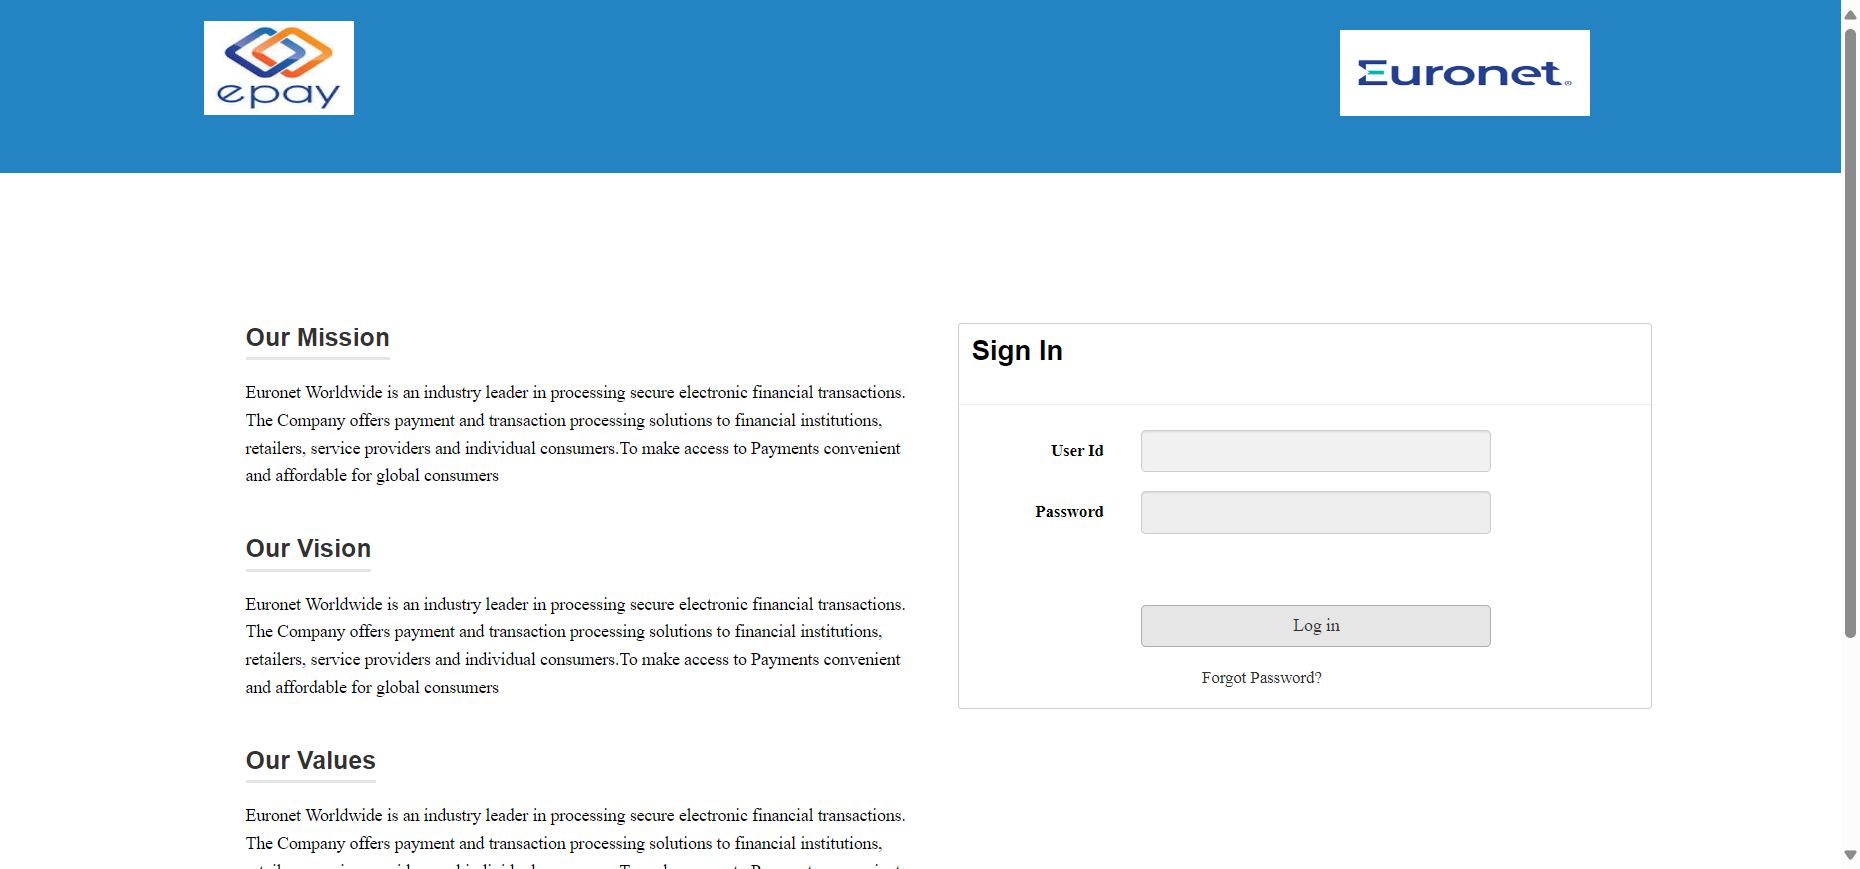 epay
Euronet®
Our Mission
Euronet Worldwide is an industry leader in processing secure electronic financial transactions.
The Company offers payment and transaction processing solutions to financial institutions,
retailers, service providers and individual consumers.To make access to Payments convenient
and affordable for global consumers
Our Vision
Euronet Worldwide is an industry leader in processing secure electronic financial transactions.
The Company offers payment and transaction processing solutions to financial institutions,
retailers, service providers and individual consumers.To make access to Payments convenient
and affordable for global consumers
Our Values
Euronet Worldwide is an industry leader in processing secure electronic financial transactions.
The Company offers payment and transaction processing solutions to financial institutions,
Sign In
User Id
Password
Log in
Forgot Password?